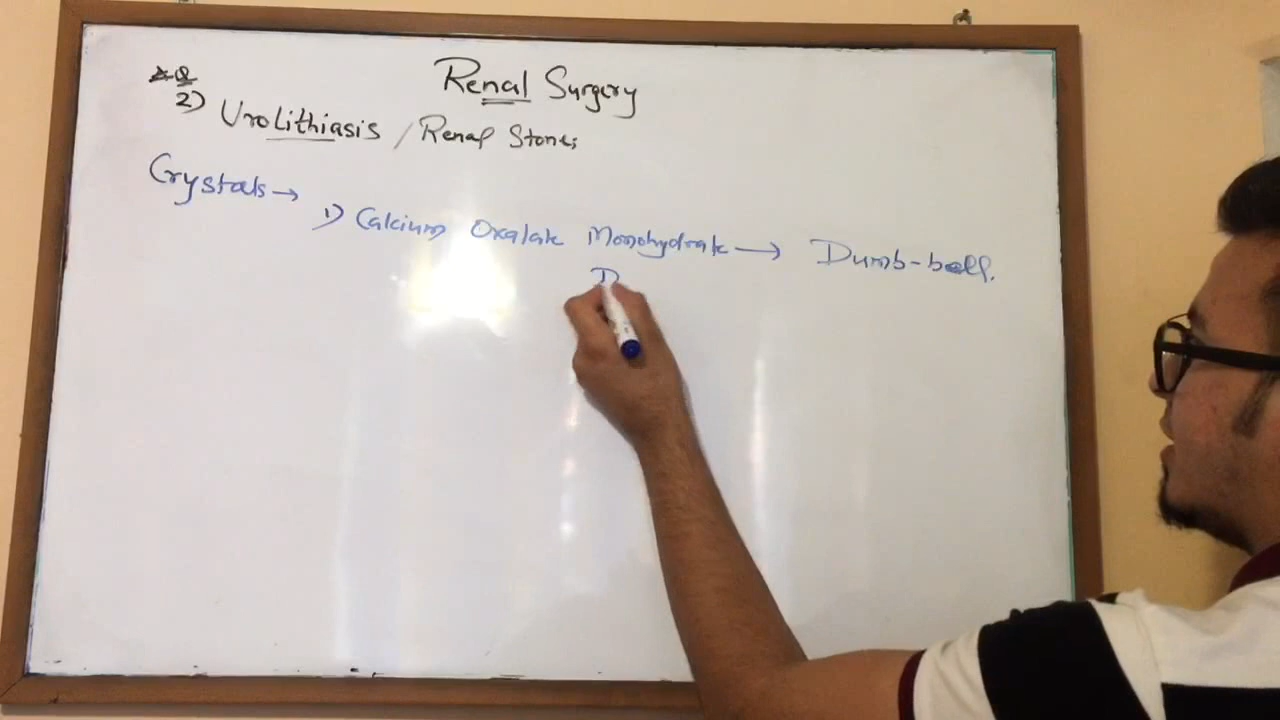 Renal Surgery
2) Urolithiasis / Renal Stones
Crystals →
1) Calcium Oxalate Monohydrate → Dumb-bell.
D